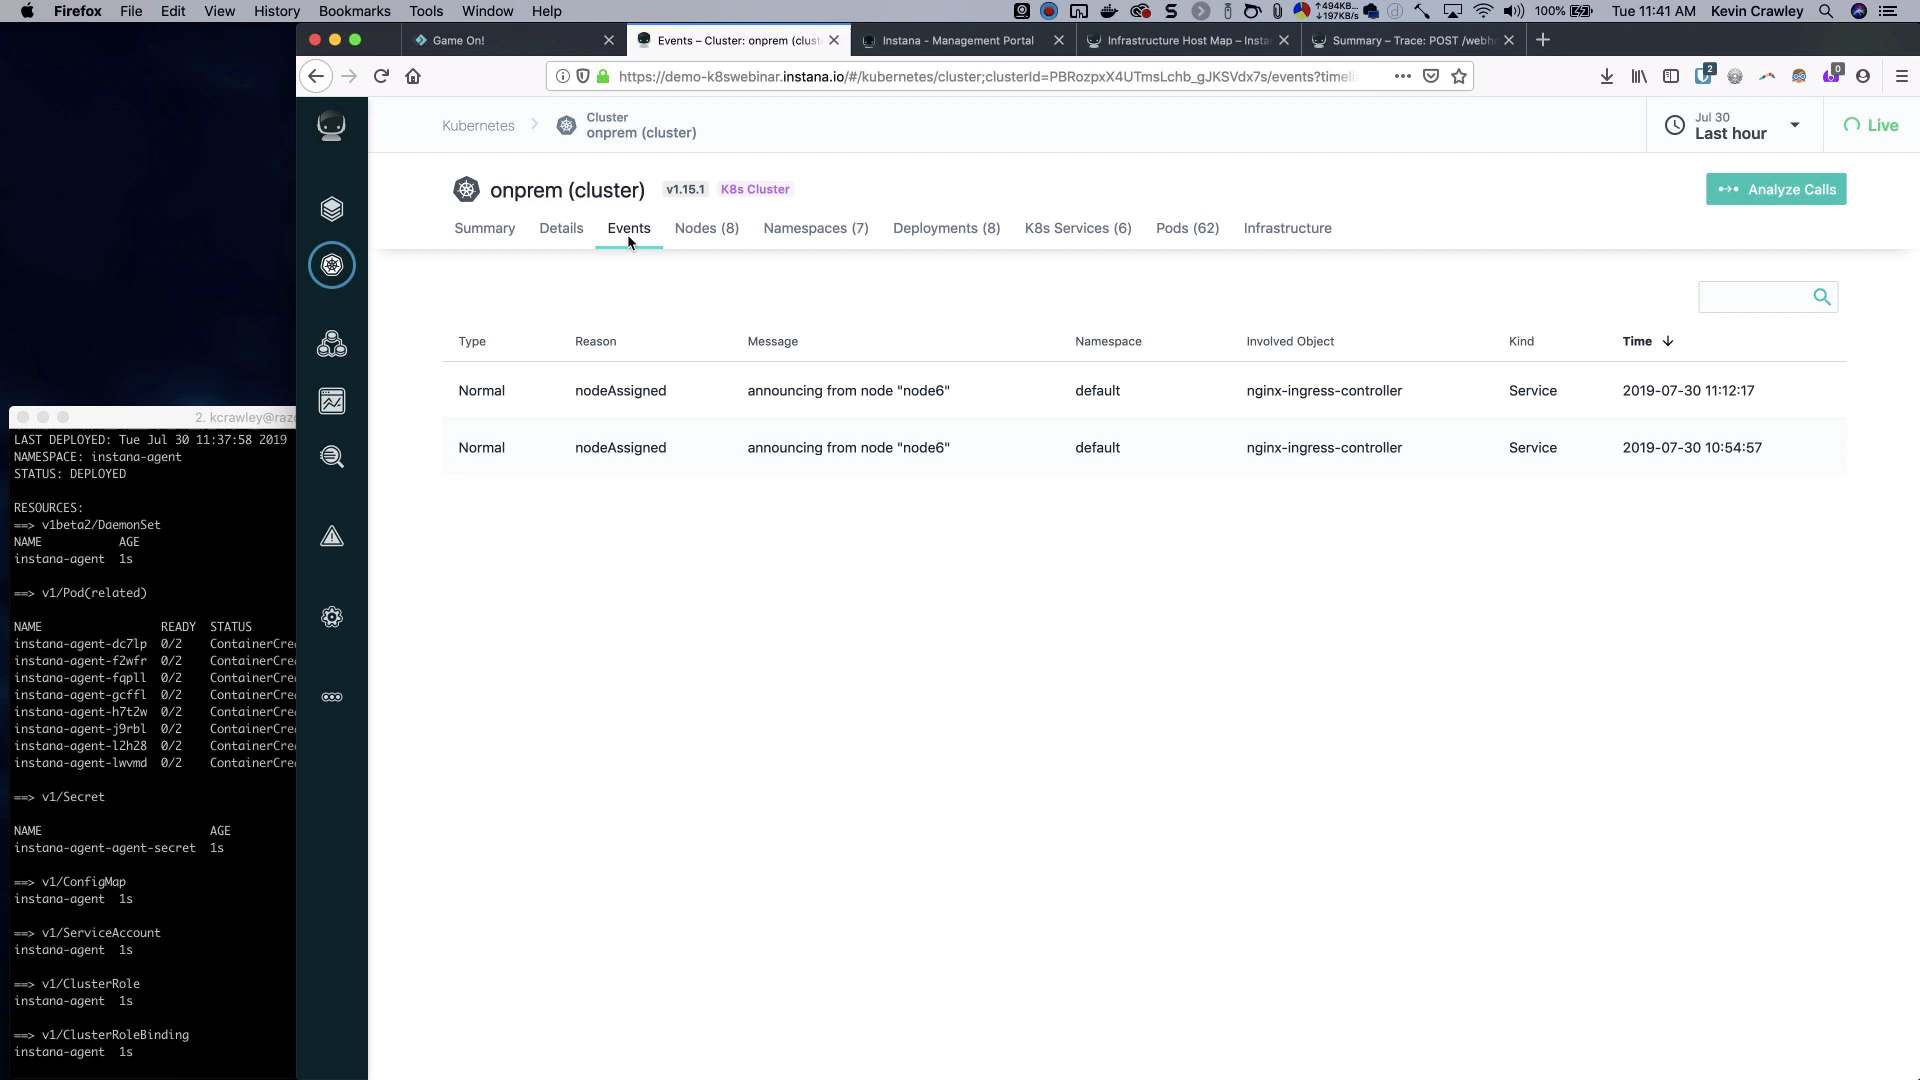 Firefox File Edit View History Bookmarks Tools Window Help
↑494KB... ↓197KB/s 100% Tue 11:41 AM Kevin Crawley
Game On!
Events – Cluster: onprem (clust
Instana - Management Portal
Infrastructure Host Map – Insta
Summary – Trace: POST /webh
https://demo-k8swebinar.instana.io/#/kubernetes/cluster;clusterId=PBRozpxX4UTmsLchb_gJKSVdx7s/events?timeli
2
0
Kubernetes
Cluster
onprem (cluster)
Jul 30
Last hour
Live
onprem (cluster) v1.15.1 K8s Cluster
Analyze Calls
Summary Details Events Nodes (8) Namespaces (7) Deployments (8) K8s Services (6) Pods (62) Infrastructure
Type Reason Message Namespace Involved Object Kind Time ↓
Normal nodeAssigned announcing from node "node6" default nginx-ingress-controller Service 2019-07-30 11:12:17
Normal nodeAssigned announcing from node "node6" default nginx-ingress-controller Service 2019-07-30 10:54:57
2. kcrawley@razo
LAST DEPLOYED: Tue Jul 30 11:37:58 2019
NAMESPACE: instana-agent
STATUS: DEPLOYED
RESOURCES:
==> v1beta2/DaemonSet
NAME AGE
instana-agent 1s
==> v1/Pod(related)
NAME READY STATUS
instana-agent-dc7lp 0/2 ContainerCre
instana-agent-f2wfr 0/2 ContainerCre
instana-agent-fqpll 0/2 ContainerCre
instana-agent-gcffl 0/2 ContainerCre
instana-agent-h7t2w 0/2 ContainerCre
instana-agent-j9rbl 0/2 ContainerCre
instana-agent-l2h28 0/2 ContainerCre
instana-agent-lwvmd 0/2 ContainerCre
==> v1/Secret
NAME AGE
instana-agent-agent-secret 1s
==> v1/ConfigMap
instana-agent 1s
==> v1/ServiceAccount
instana-agent 1s
==> v1/ClusterRole
instana-agent 1s
==> v1/ClusterRoleBinding
instana-agent 1s